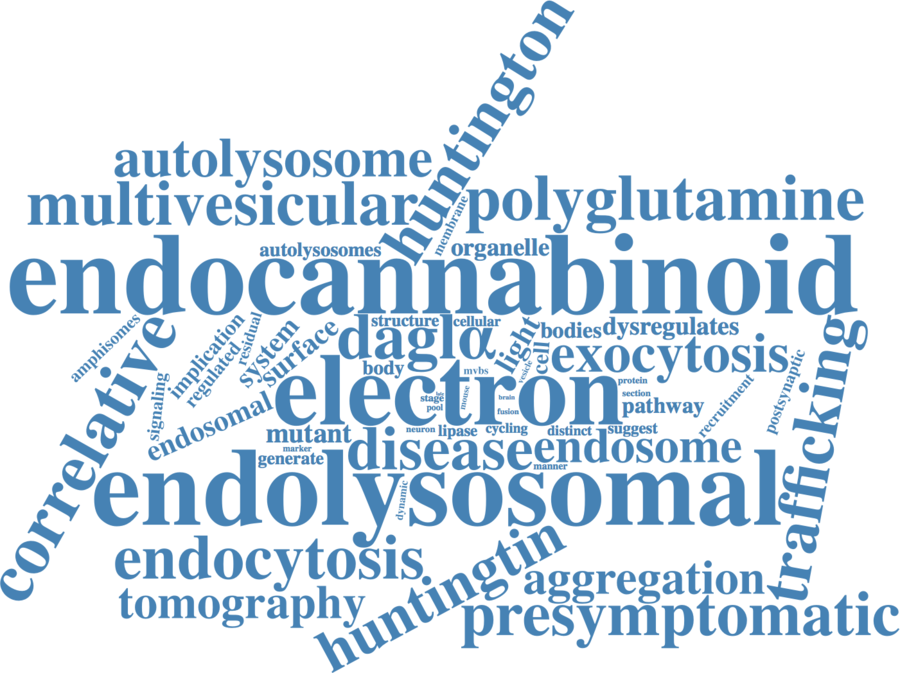 huntington
autolysosome
multivesicular
polyglutamine
membrane
autolysosomes
organelle
endocannabinoid
amphisomes
correlative
implication
regulated
residual
system
surface
structure
cellular
daglα
light
cell
bodies
dysregulates
exocytosis
trafficking
body
mvbs
vesicle
electron
stage
pool
mouse
brain
fusion
protein
section
pathway
recruitment
postsynaptic
signaling
endosomal
mutant
neuron
lipase
cycling
distinct
suggest
marker
generate
disease
endosome
manner
endolysosomal
dynamic
endocytosis
huntingtin
aggregation
tomography
presymptomatic